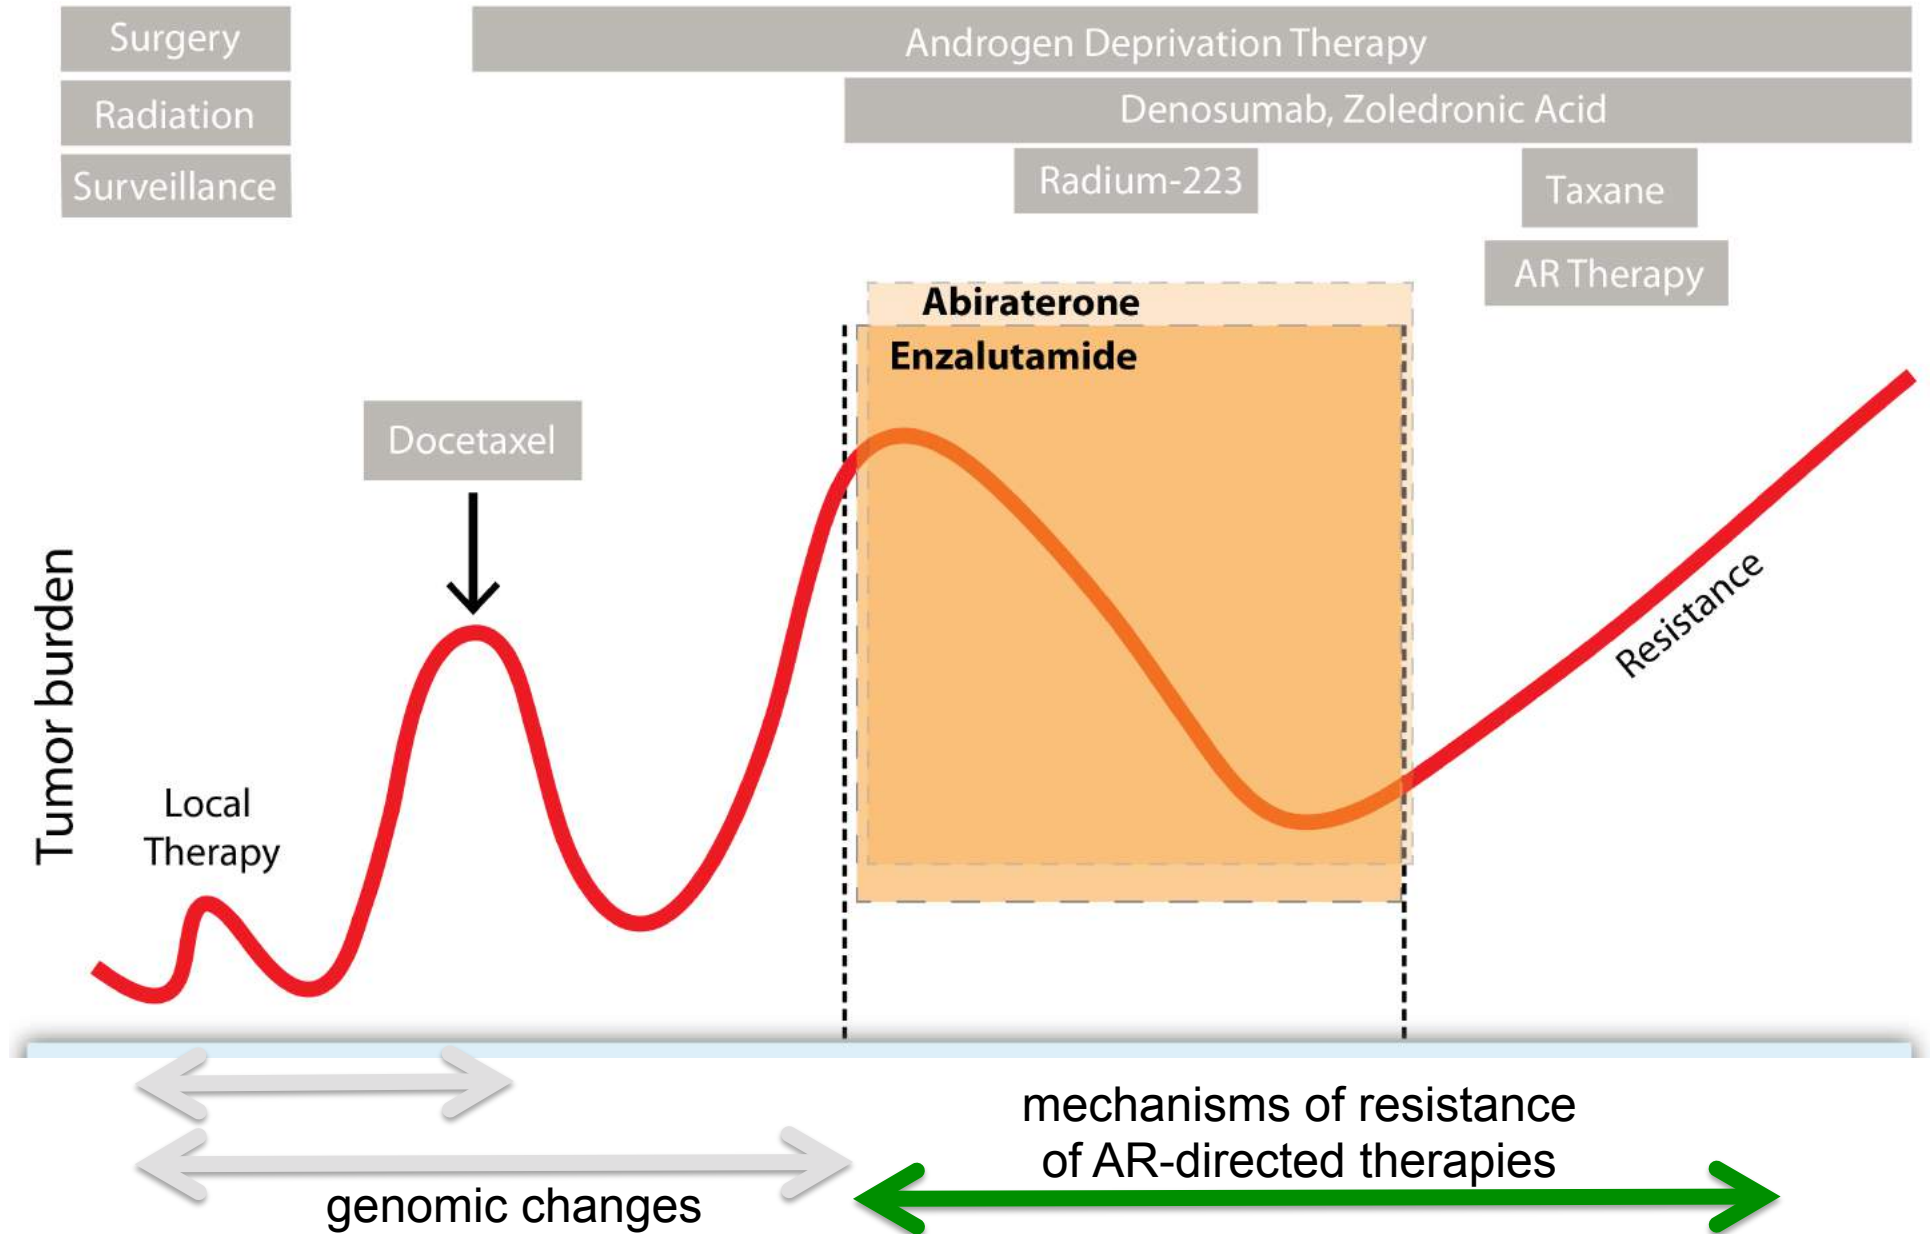 Surgery
Androgen Deprivation Therapy
Radiation
Denosumab, Zoledronic Acid
Surveillance
Radium-223
Taxane
AR Therapy
Abiraterone
Enzalutamide
Docetaxel
Tumor burden
Local
Therapy
Resistance
mechanisms of resistance
of AR-directed therapies
genomic changes